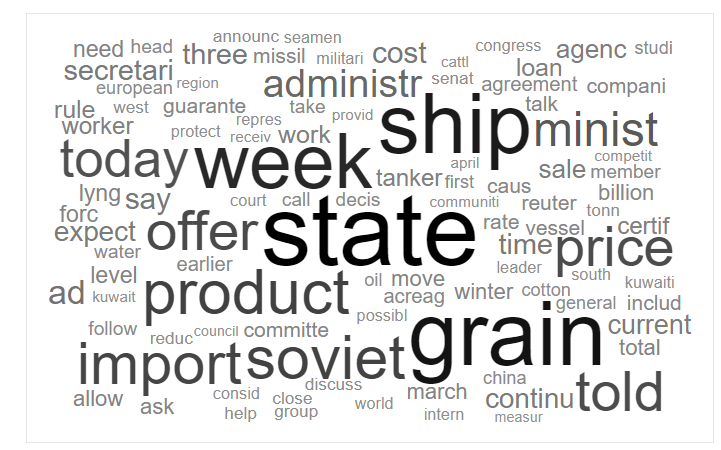 announc seamen
need head three missil militari cost congress agenc studi
secretari european region administr cattl senat loan agreement compani
rule west guarante take provid ship talk minist
worker protect repres receiv work
today week tanker april first caus competit sale member billion
lyng say court call decis communiti reuter tonn
forc expect offer state rate vessel certif
water earlier time price
level leader south kuwaiti
ad kuwait product oil move acreag winter cotton general includ
follow reduc council committe possibl grain current total
import soviet
allow ask consid help close group discuss world march intern china continu measur told